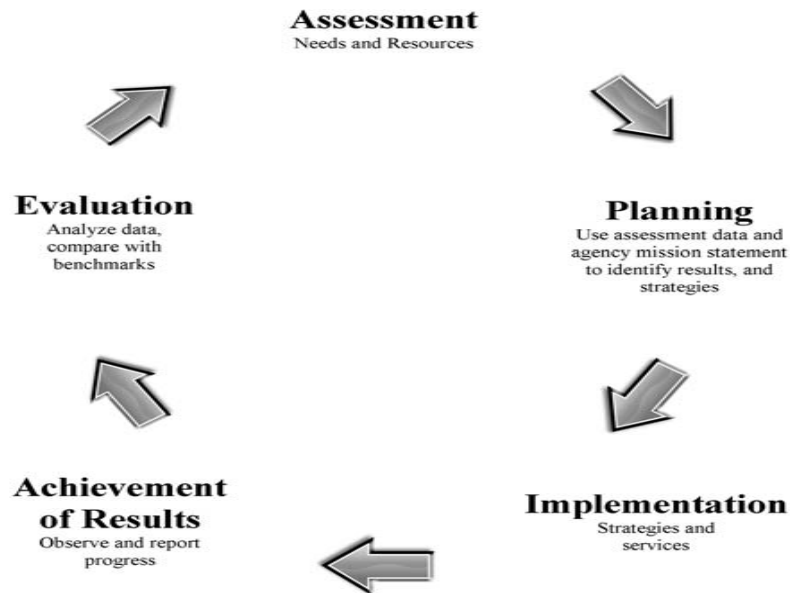 Assessment
Needs and Resources
Planning
Use assessment data and
agency mission statement
to identify results, and
strategies
Implementation
Strategies and
services
Achievement
of Results
Observe and report
progress
Evaluation
Analyze data,
compare with
benchmarks